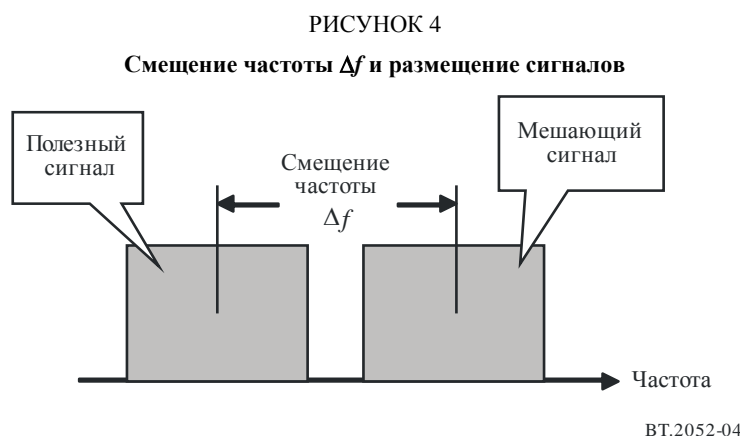 РИСУНОК 4
Смещение частоты Δf и размещение сигналов
Полезный
сигнал
Смещение
частоты
Δf
Мешающий
сигнал
Частота
BT.2052-04